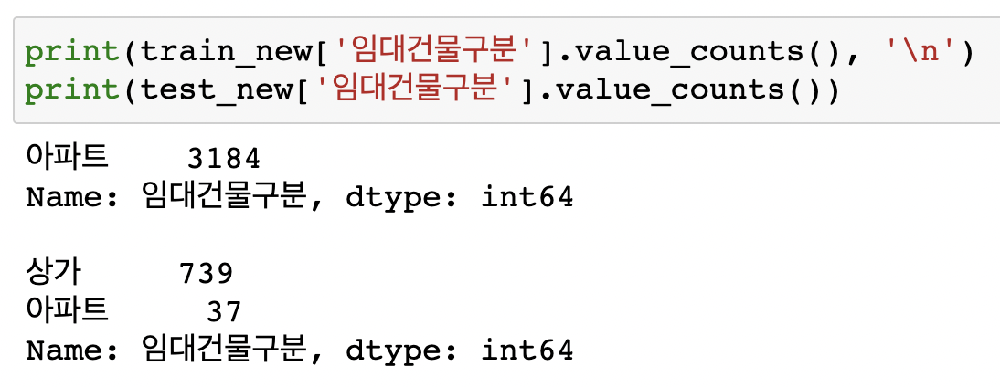 print(train_new['임대건물구분'].value_counts(), '\n')
print(test_new['임대건물구분'].value_counts())
아파트 3184
Name: 임대건물구분, dtype: int64
상가 739
아파트 37
Name: 임대건물구분, dtype: int64